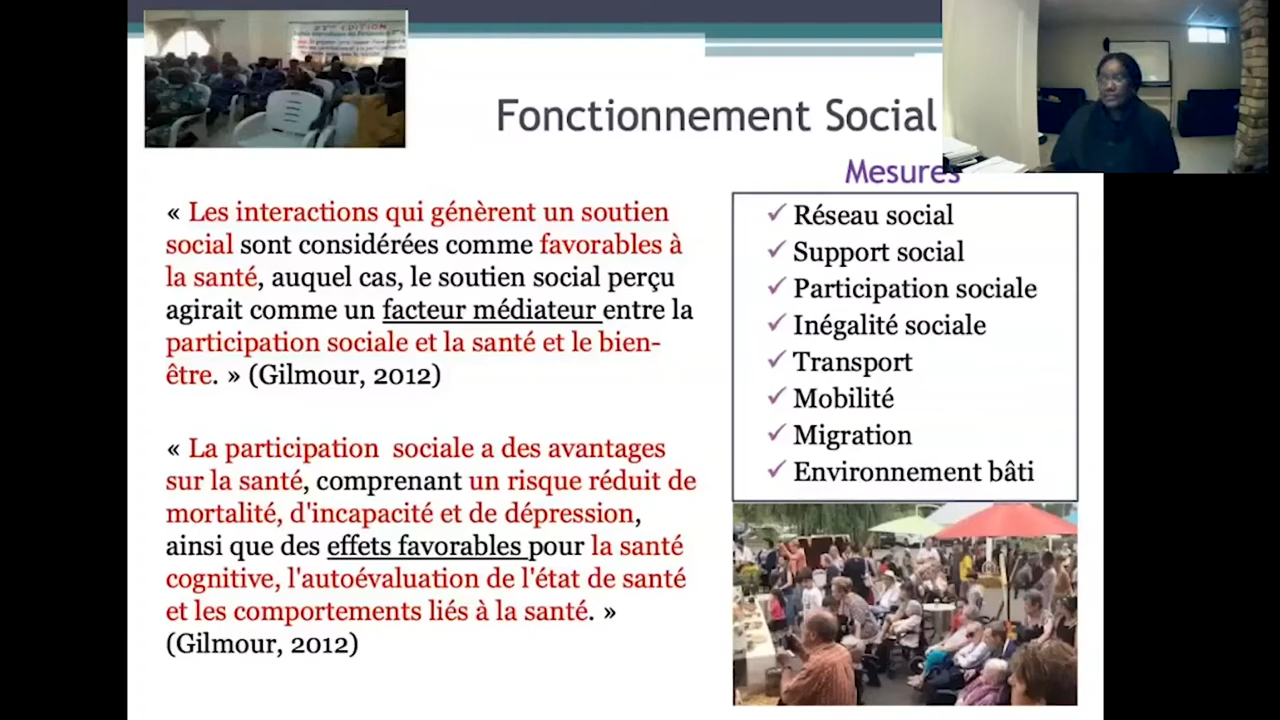 22ème EDITION
Fonctionnement Social
Mesures
« Les interactions qui génèrent un soutien
social sont considérées comme favorables à
la santé, auquel cas, le soutien social perçu
agirait comme un facteur médiateur entre la
participation sociale et la santé et le bien-
être. » (Gilmour, 2012)
« La participation  sociale a des avantages
sur la santé, comprenant un risque réduit de
mortalité, d'incapacité et de dépression,
ainsi que des effets favorables pour la santé
cognitive, l'autoévaluation de l'état de santé
et les comportements liés à la santé. »
(Gilmour, 2012)
✓ Réseau social
✓ Support social
✓ Participation sociale
✓ Inégalité sociale
✓ Transport
✓ Mobilité
✓ Migration
✓ Environnement bâti